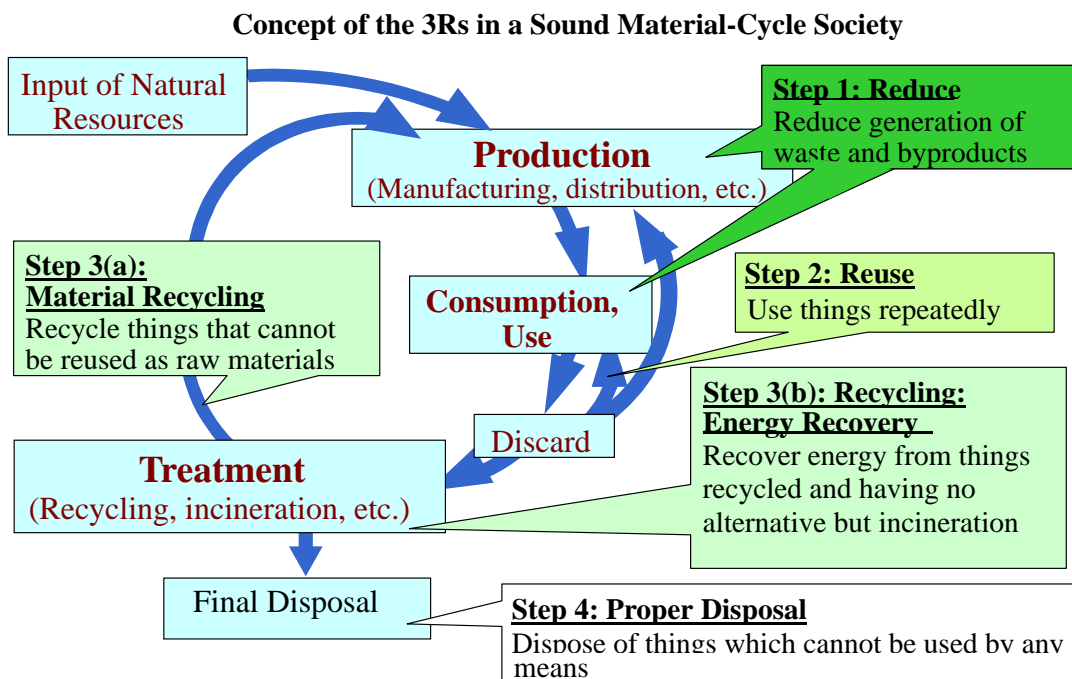 Concept of the 3Rs in a Sound Material-Cycle Society
Input of Natural
Resources
Step 1: Reduce
Reduce generation of
waste and byproducts
Production
(Manufacturing, distribution, etc.)
Step 3(a):
Material Recycling
Recycle things that cannot
be reused as raw materials
Consumption,
Use
Step 2: Reuse
Use things repeatedly
Step 3(b): Recycling:
Energy Recovery
Recover energy from things
recycled and having no
alternative but incineration
Discard
Treatment
(Recycling, incineration, etc.)
Final Disposal
Step 4: Proper Disposal
Dispose of things which cannot be used by any
means